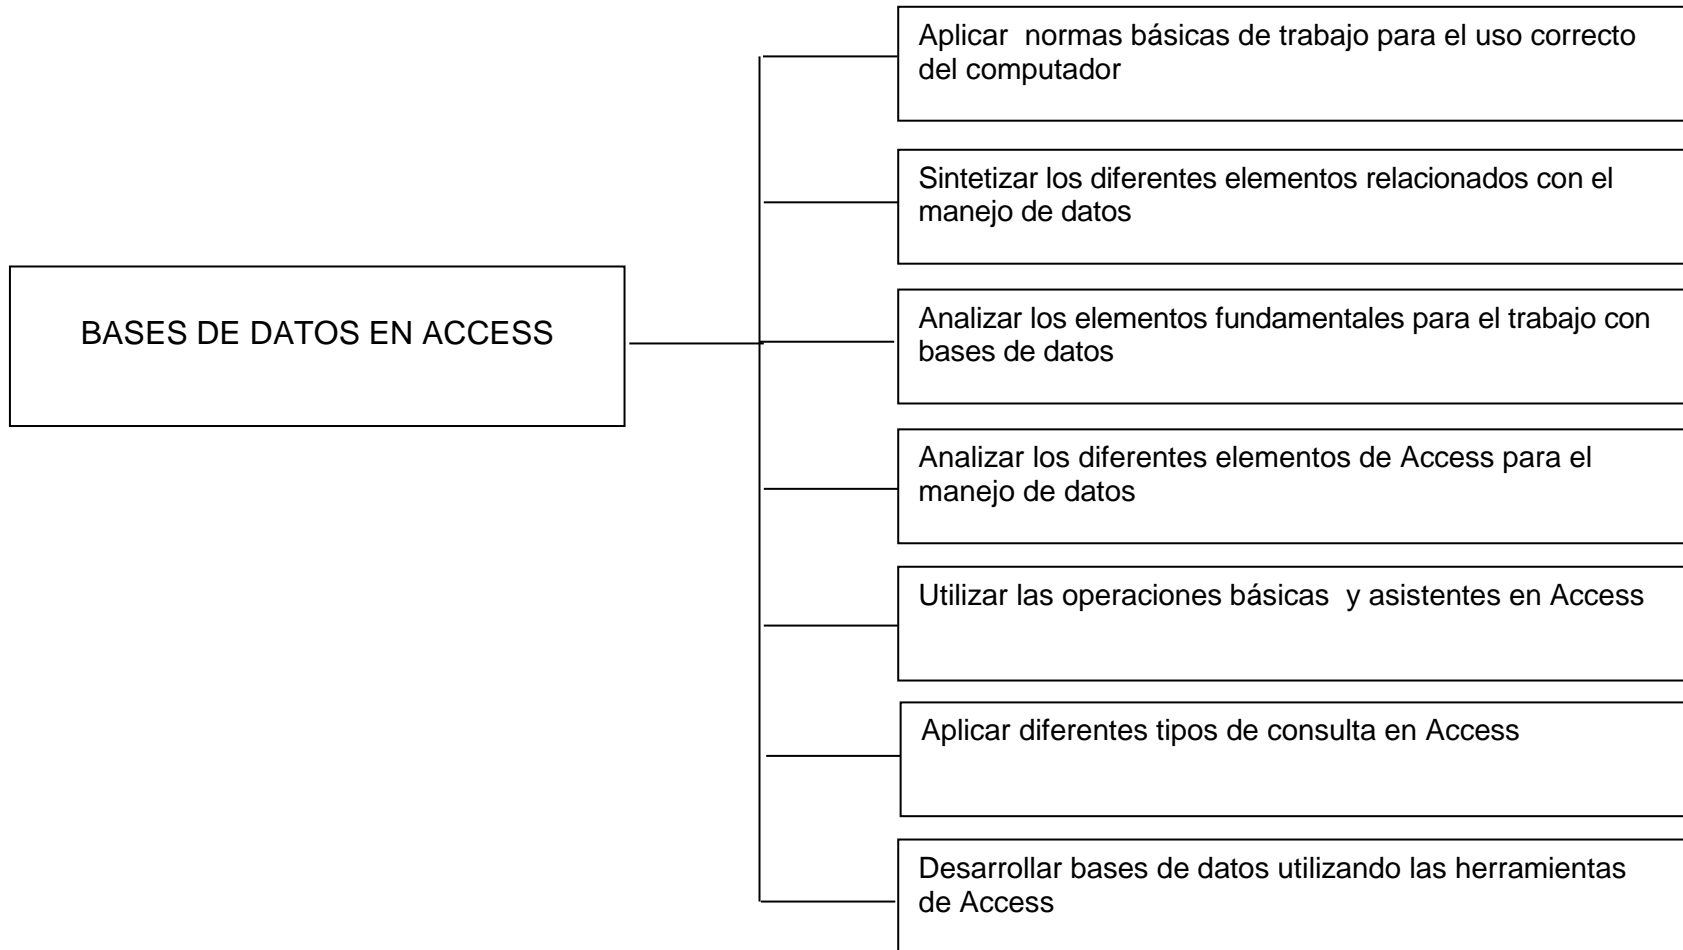 Aplicar  normas básicas de trabajo para el uso correcto
del computador
Sintetizar los diferentes elementos relacionados con el
manejo de datos
BASES DE DATOS EN ACCESS
Analizar los elementos fundamentales para el trabajo con
bases de datos
Analizar los diferentes elementos de Access para el
manejo de datos
Utilizar las operaciones básicas  y asistentes en Access
Aplicar diferentes tipos de consulta en Access
Desarrollar bases de datos utilizando las herramientas
de Access